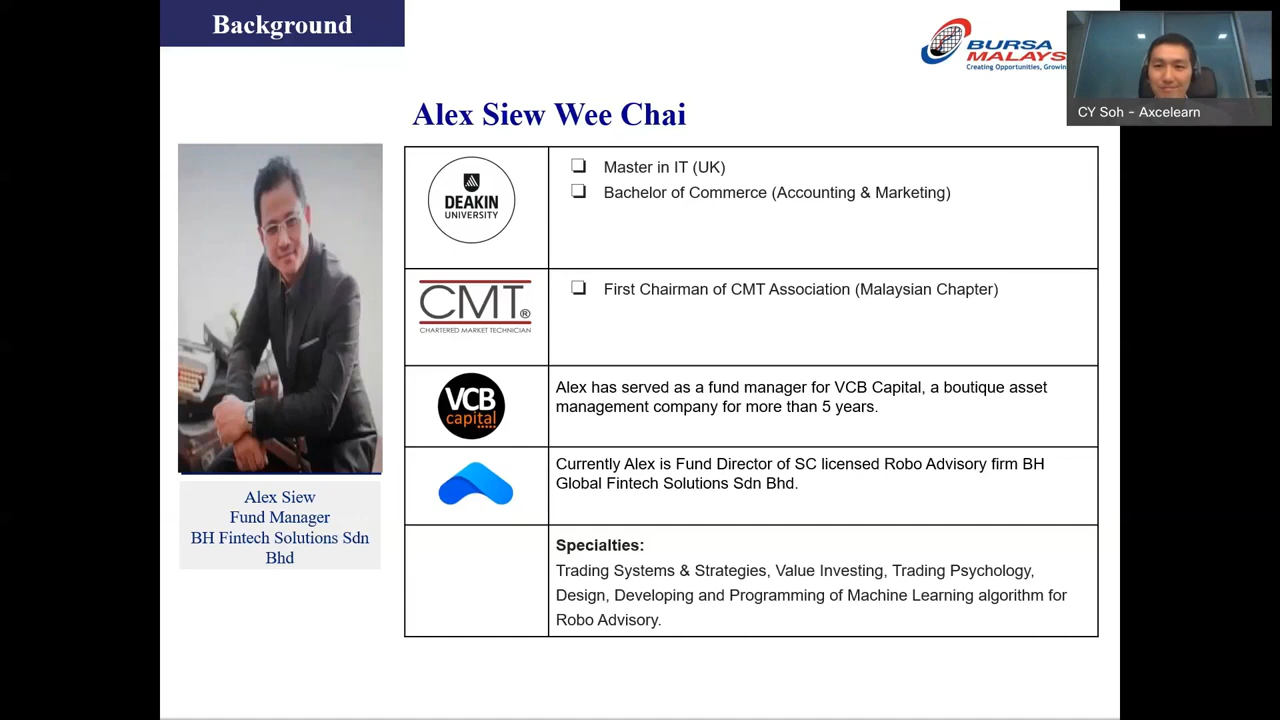 Background
BURSA
MALAYS
Creating Opportunities, Growin
CY Soh - Axcelearn
Alex Siew Wee Chai
DEAKIN
UNIVERSITY
Master in IT (UK)
Bachelor of Commerce (Accounting & Marketing)
CMT®
CHARTERED MARKET TECHNICIAN
First Chairman of CMT Association (Malaysian Chapter)
VCB
capital
Alex has served as a fund manager for VCB Capital, a boutique asset
management company for more than 5 years.
Currently Alex is Fund Director of SC licensed Robo Advisory firm BH
Global Fintech Solutions Sdn Bhd.
Alex Siew
Fund Manager
BH Fintech Solutions Sdn
Bhd
Specialties:
Trading Systems & Strategies, Value Investing, Trading Psychology,
Design, Developing and Programming of Machine Learning algorithm for
Robo Advisory.